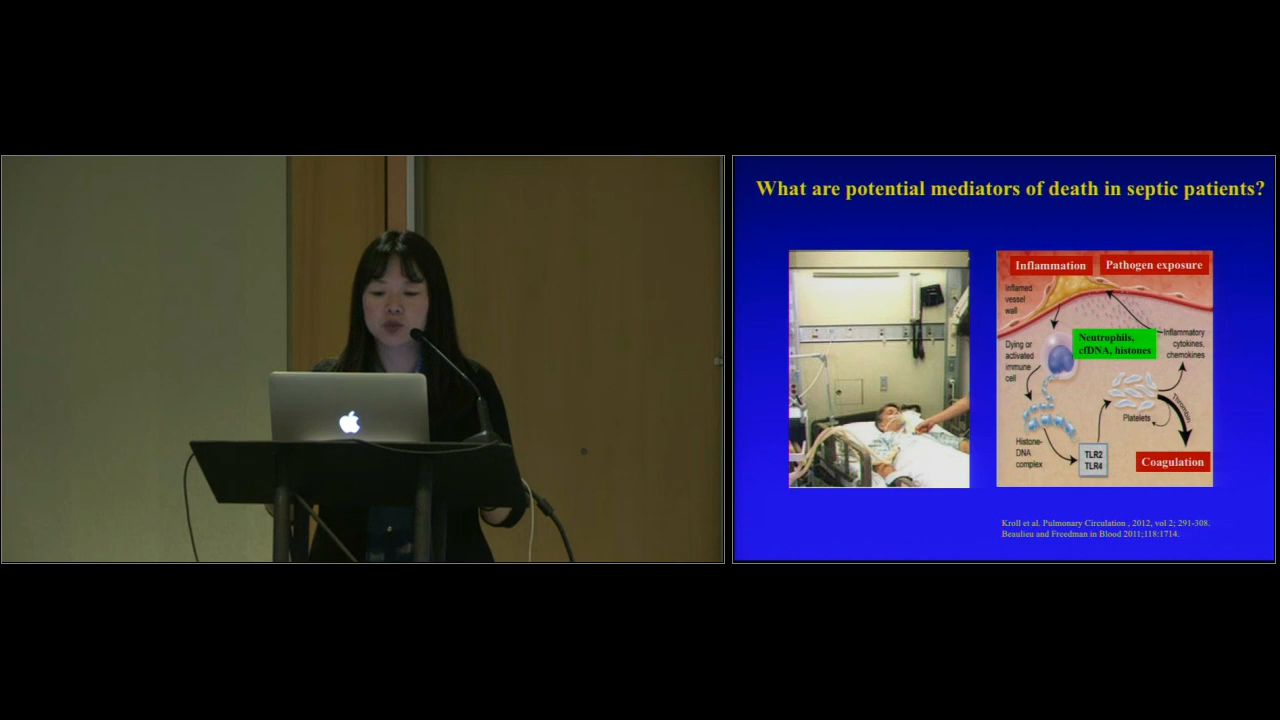 What are potential mediators of death in septic patients?
Inflammation
Pathogen exposure
Inflamed
vessel
wall
Neutrophils,
cfDNA, histones
Inflammatory
cytokines,
chemokines
Dying or
activated
immune
cell
Thrombin
Platelets
Histone-
DNA
complex
TLR2
TLR4
Coagulation
Kroll et al. Pulmonary Circulation , 2012, vol 2; 291-308.
Beaulieu and Freedman in Blood 2011;118:1714.